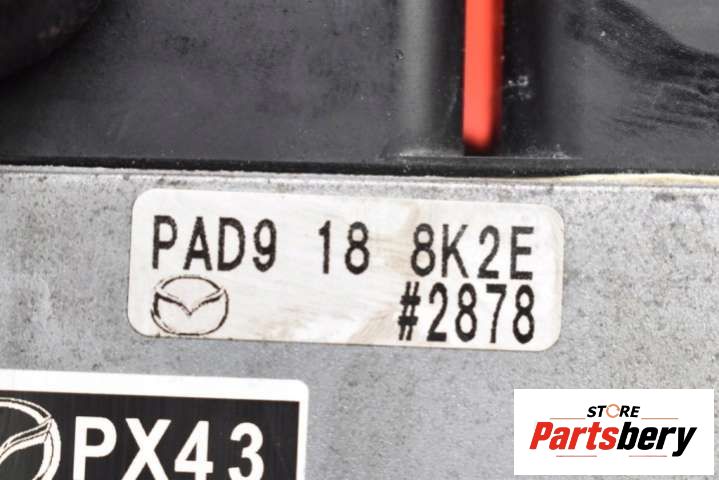 PAD9 18 8K2E
#2878
PX43
STORE
Partsbery